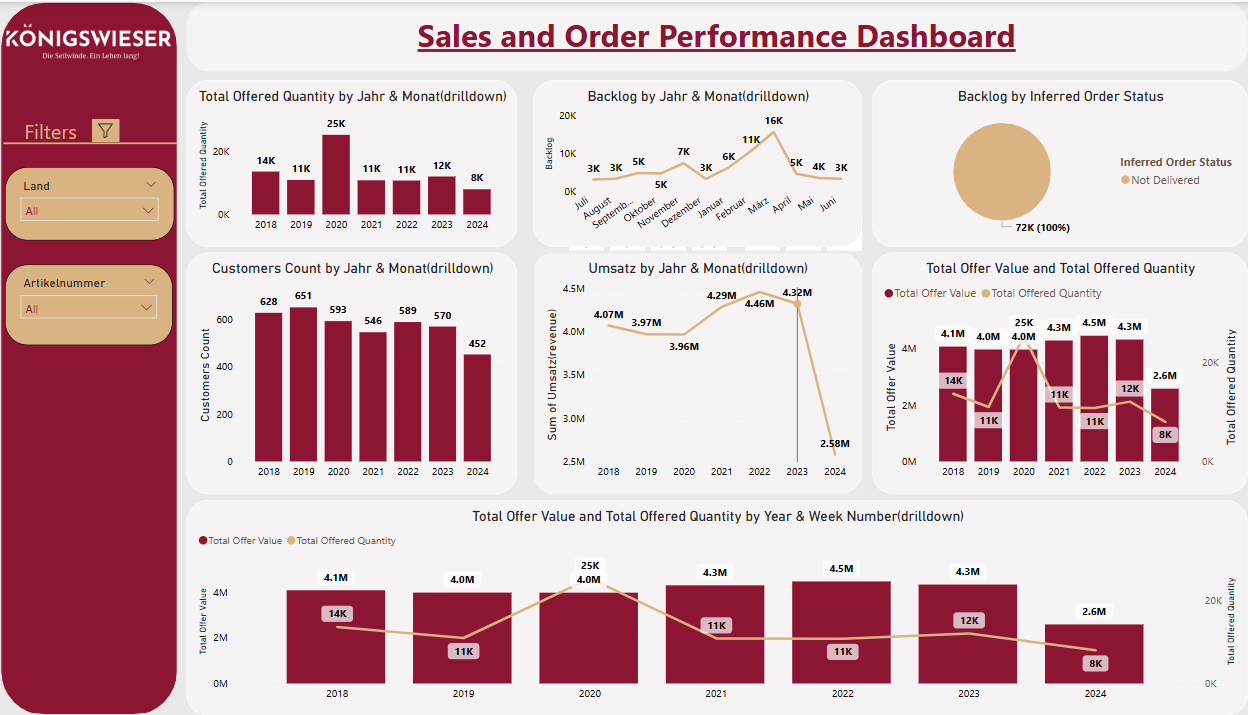 KÖNIGSWIESER
Die Seilwinde. Ein Leben lang!
Filters
Land
All
Artikelnummer
All
Sales and Order Performance Dashboard
Total Offered Quantity by Jahr & Monat(drilldown)
Total Offered Quantity
20K
0K
14K
11K
25K
11K
11K
12K
8K
2018 2019 2020 2021 2022 2023 2024
Backlog by Jahr & Monat(drilldown)
Backlog
20K
10K
0K
3K
3K
5K
5K
7K
3K
6K
11K
16K
5K
4K
3K
Juli August Septemb... Oktober November Dezember Januar Februar März April Mai Juni
Backlog by Inferred Order Status
Inferred Order Status
Not Delivered
72K (100%)
Customers Count by Jahr & Monat(drilldown)
Customers Count
600
400
200
0
628
651
593
546
589
570
452
2018 2019 2020 2021 2022 2023 2024
Umsatz by Jahr & Monat(drilldown)
Sum of Umsatz(revenue)
4.5M
4.0M
3.5M
3.0M
2.5M
4.07M
3.97M
3.96M
4.29M
4.46M
4.32M
2.58M
2018 2019 2020 2021 2022 2023 2024
Total Offer Value and Total Offered Quantity
Total Offer Value Total Offered Quantity
Total Offer Value
4M
2M
0M
4.1M
4.0M
25K
4.0M
4.3M
4.5M
4.3M
2.6M
14K
11K
11K
11K
12K
8K
20K
0K
Total Offered Quantity
2018 2019 2020 2021 2022 2023 2024
Total Offer Value and Total Offered Quantity by Year & Week Number(drilldown)
Total Offer Value Total Offered Quantity
Total Offer Value
4M
2M
0M
4.1M
4.0M
25K
4.0M
4.3M
4.5M
4.3M
2.6M
14K
11K
11K
11K
12K
8K
20K
0K
Total Offered Quantity
2018 2019 2020 2021 2022 2023 2024